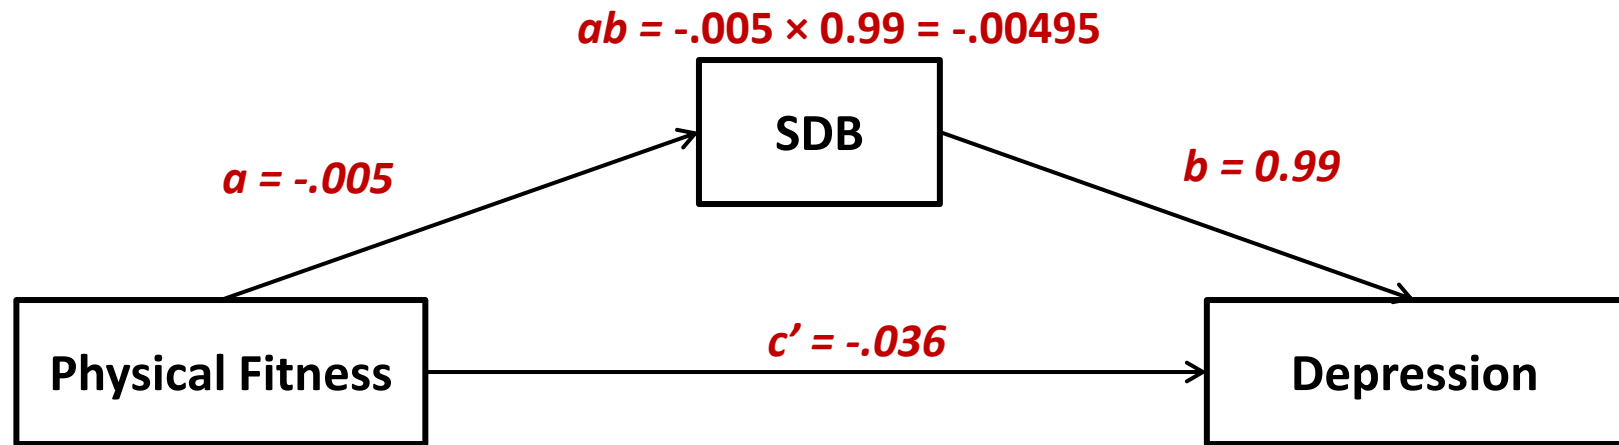 ab = -.005 × 0.99 = -.00495
SDB
a = -.005
b = 0.99
c’ = -.036
Physical Fitness
Depression